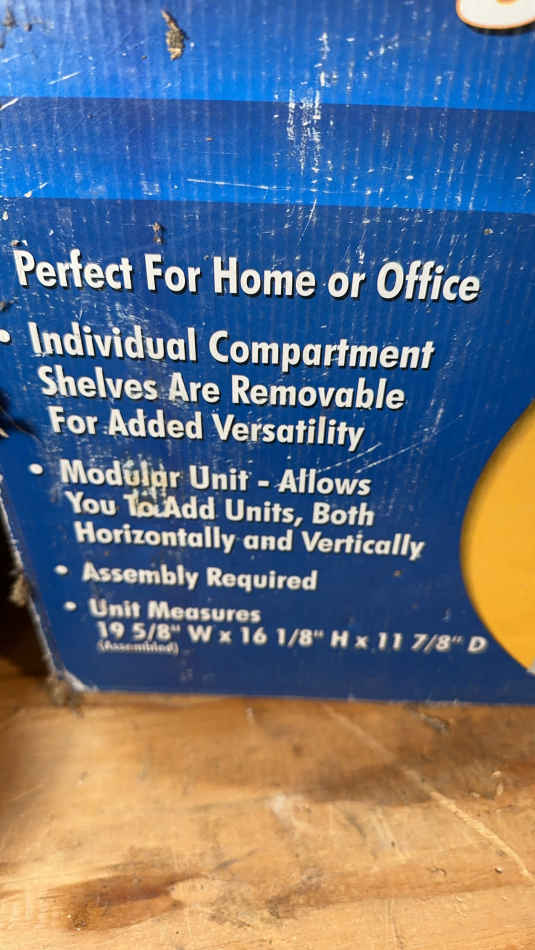 Perfect For Home or Office
• Individual Compartment
Shelves Are Removable
For Added Versatility
• Modular Unit - Allows
You To Add Units, Both
Horizontally and Vertically
• Assembly Required
• Unit Measures
19 5/8" W x 16 1/8" H x 11 7/8" D
(Assembled)